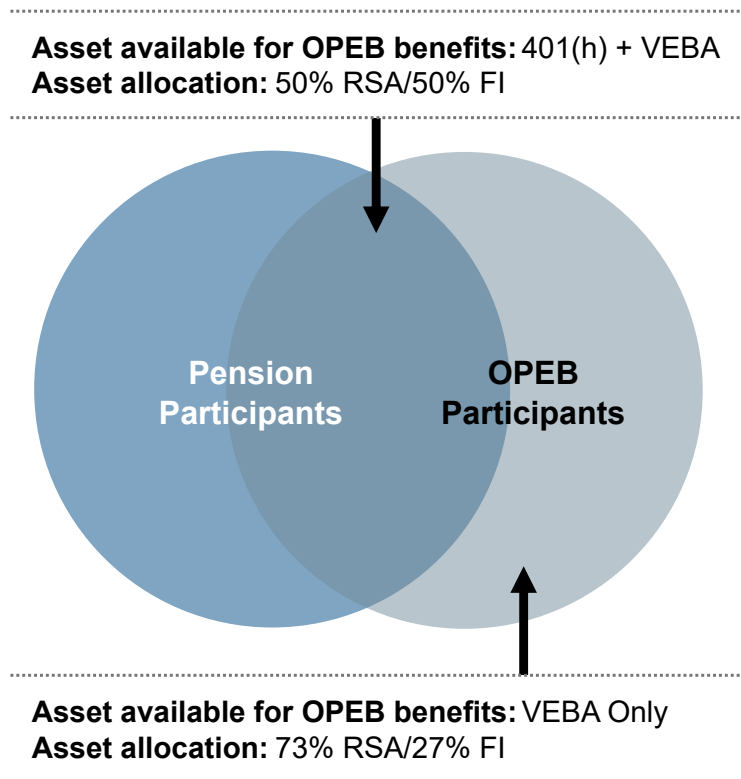 Asset available for OPEB benefits: 401(h) + VEBA
Asset allocation: 50% RSA/50% FI
Pension
Participants
OPEB
Participants
Asset available for OPEB benefits: VEBA Only
Asset allocation: 73% RSA/27% FI